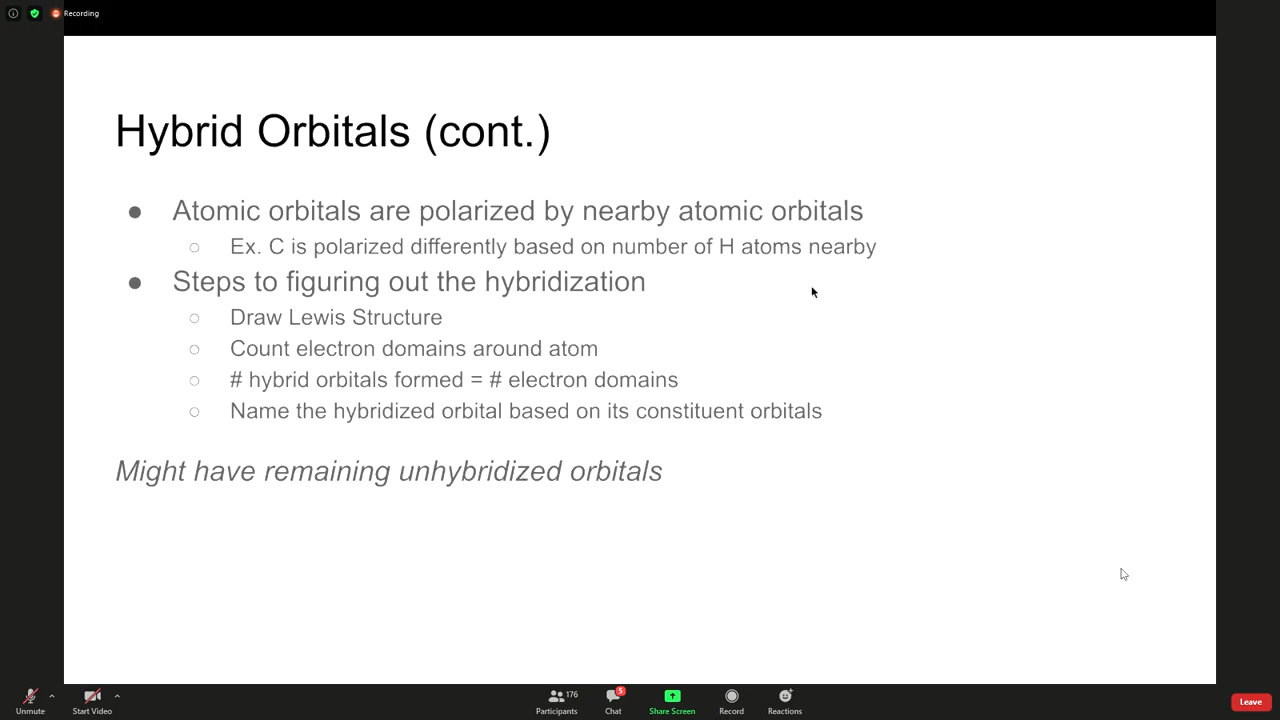 Recording
Hybrid Orbitals (cont.)
● Atomic orbitals are polarized by nearby atomic orbitals
○ Ex. C is polarized differently based on number of H atoms nearby
● Steps to figuring out the hybridization
○ Draw Lewis Structure
○ Count electron domains around atom
○ # hybrid orbitals formed = # electron domains
○ Name the hybridized orbital based on its constituent orbitals
Might have remaining unhybridized orbitals
176
5
Unmute
Start Video
Participants
Chat
Share Screen
Record
Reactions
Leave